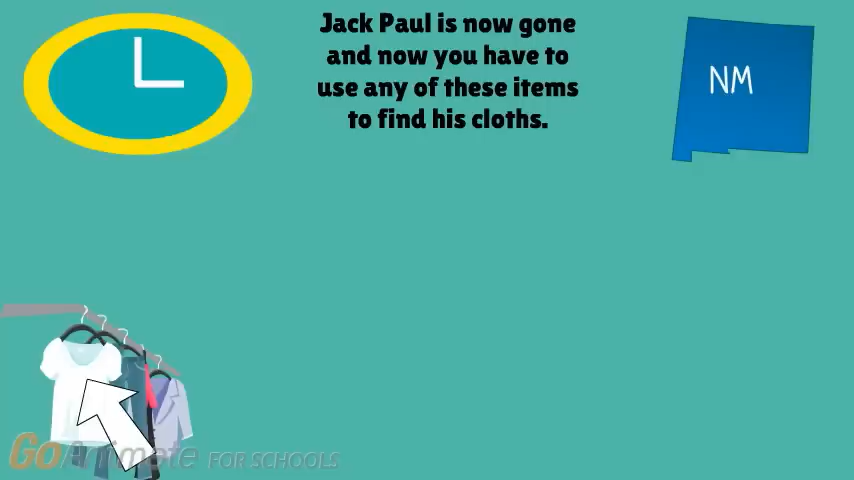 Jack Paul is now gone
and now you have to
use any of these items
to find his cloths.
NM
GoAnimate FOR SCHOOLS